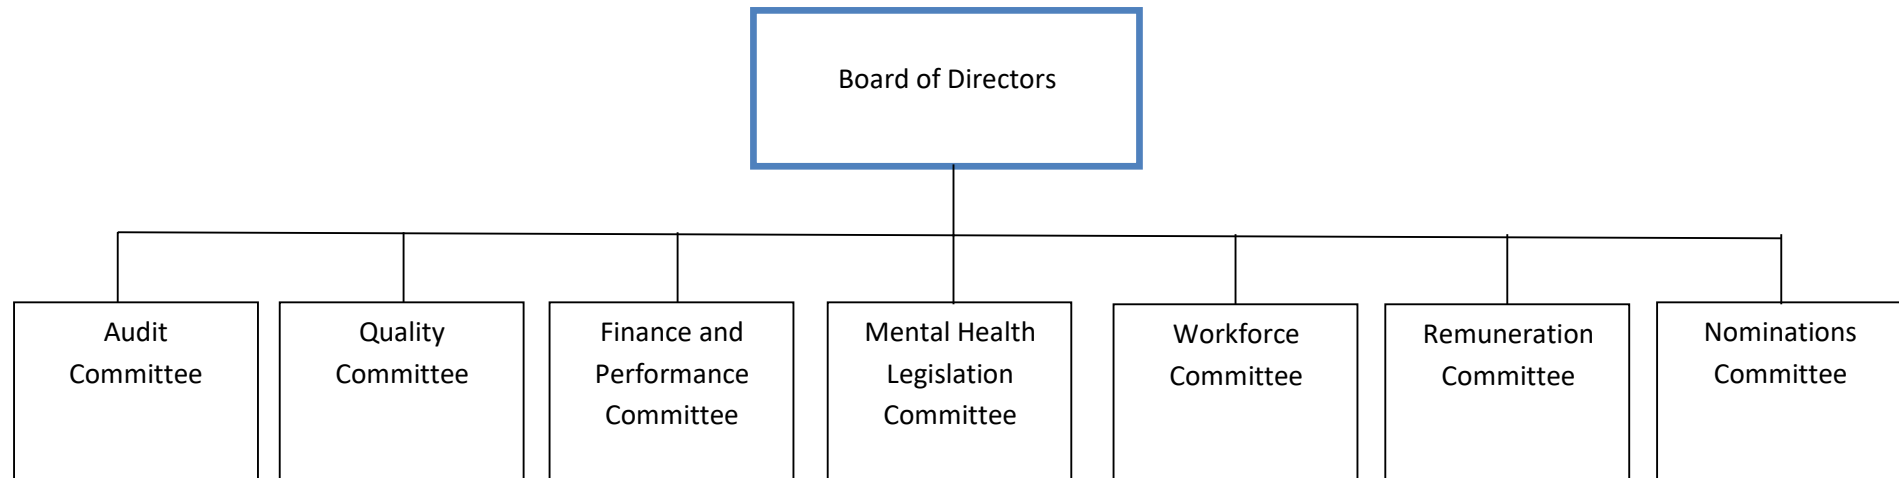 Board of Directors
Audit
Committee
Quality
Committee
Finance and
Performance
Committee
Mental Health
Legislation
Committee
Workforce
Committee
Remuneration
Committee
Nominations
Committee